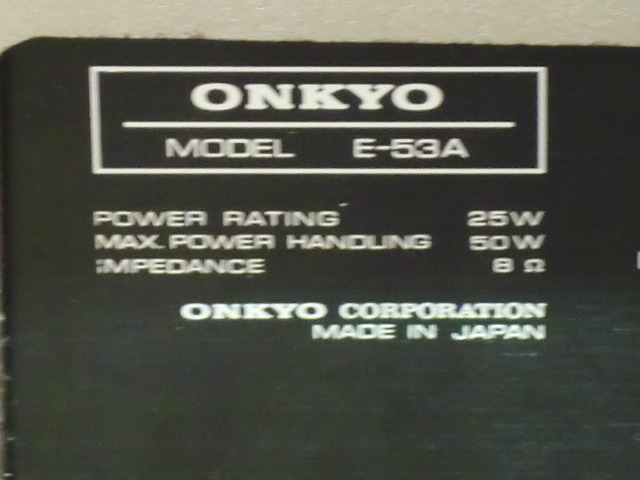 ONKYO
MODEL E-53A
POWER RATING 25W
MAX. POWER HANDLING 50W
IMPEDANCE 8 Ω
ONKYO CORPORATION
MADE IN JAPAN